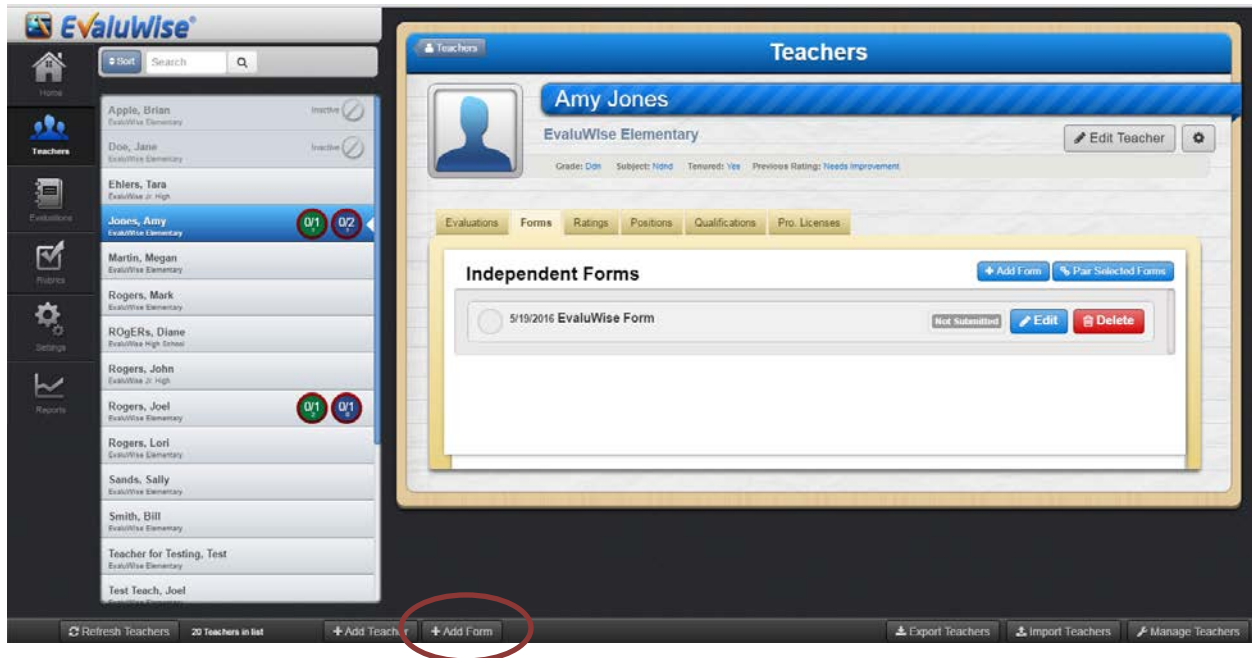 EvaluWise®
Home
Teachers
Evaluations
Rubrics
Settings
Reports
Sort Search
Apple, Brian Inactive
EvaluWise Elementary
Doe, Jane Inactive
EvaluWise Elementary
Ehlers, Tara
EvaluWise Jr. High
Jones, Amy 0/1 0/2
EvaluWise Elementary
Martin, Megan
EvaluWise Elementary
Rogers, Mark
EvaluWise Elementary
ROgERs, Diane
EvaluWise High School
Rogers, John
EvaluWise Jr. High
Rogers, Joel 0/1 0/1
EvaluWise Elementary
Rogers, Lori
EvaluWise Elementary
Sands, Sally
EvaluWise Elementary
Smith, Bill
EvaluWise Elementary
Teacher for Testing, Test
EvaluWise Elementary
Test Teach, Joel
Teachers
Teachers
Amy Jones
EvaluWIse Elementary
Edit Teacher
Grade: Ddn Subject: Ndnd Tenured: Yes Previous Rating: Needs Improvement
Evaluations Forms Ratings Positions Qualifications Pro. Licenses
Independent Forms
+ Add Form Pair Selected Forms
5/19/2016 EvaluWise Form Not Submitted Edit Delete
Refresh Teachers 20 Teachers in list + Add Teacher + Add Form Export Teachers Import Teachers Manage Teachers